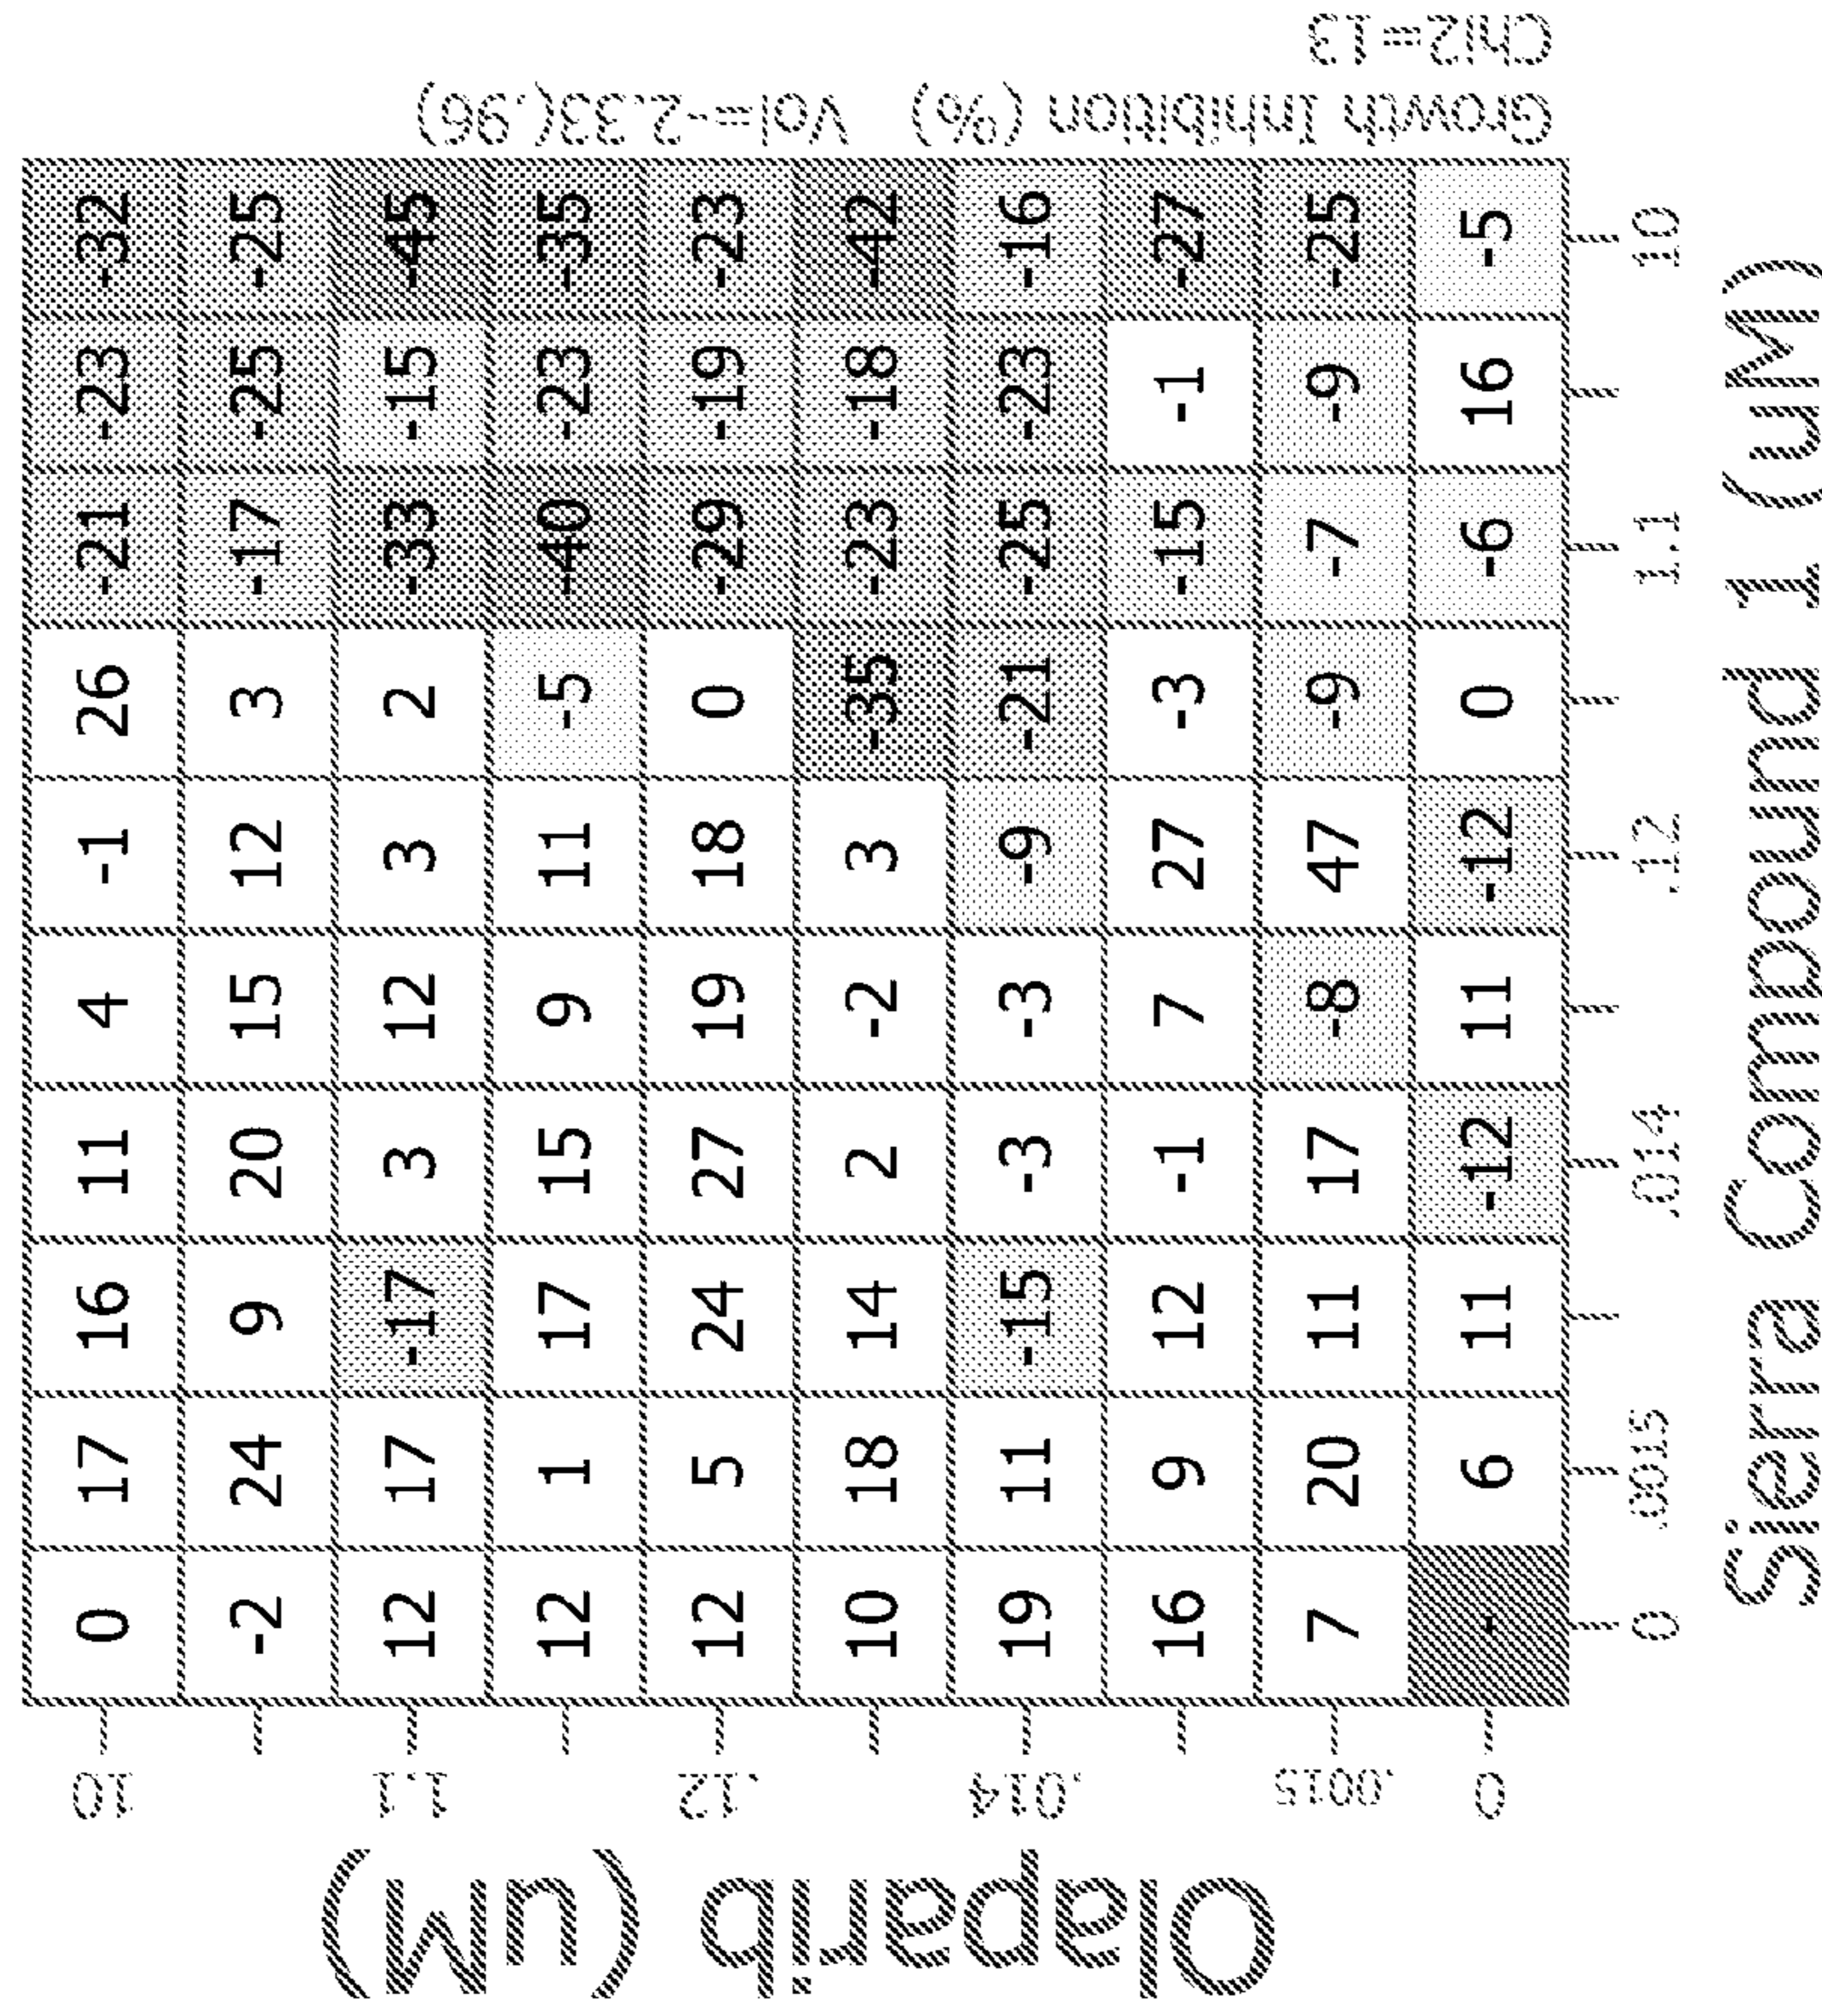 Olaparib (uM)
10 0 17 16 11 4 -1 26 -21 -23 -32
-2 24 9 20 15 12 3 -17 -25 -25
1.1 12 17 -17 3 12 3 2 -33 -15 -45
12 1 17 15 9 11 -5 -40 -23 -35
.12 12 5 24 27 19 18 0 -29 -19 -23
10 18 14 2 -2 3 -35 -23 -18 -42
.014 19 11 -15 -3 -3 -9 -21 -25 -23 -16
16 9 12 -1 7 27 -3 -15 -1 -27
.0015 7 20 11 17 -8 47 -9 -7 -9 -25
0 - 6 11 -12 11 -12 0 -6 16 -5
0 .0015 .014 .12 1.1 10
Sierra Compound 1 (uM)
Growth Inhibition (%) Vol=-2.33(.96)
Chi2=13